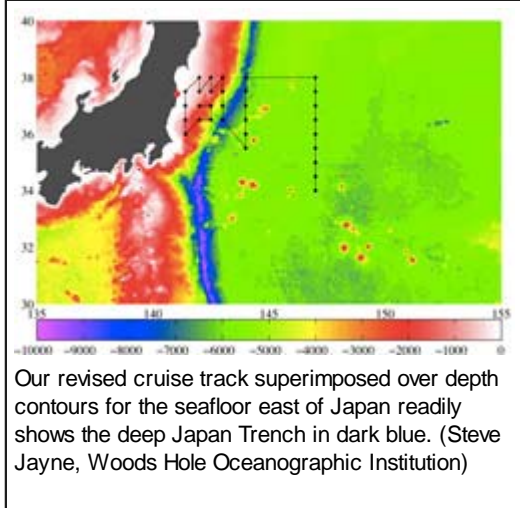 40
38
36
34
32
30
135 140 145 150 155
−10000 −9000 −8000 −7000 −6000 −5000 −4000 −3000 −2000 −1000 0
Our revised cruise track superimposed over depth
contours for the seafloor east of Japan readily
shows the deep Japan Trench in dark blue. (Steve
Jayne, Woods Hole Oceanographic Institution)